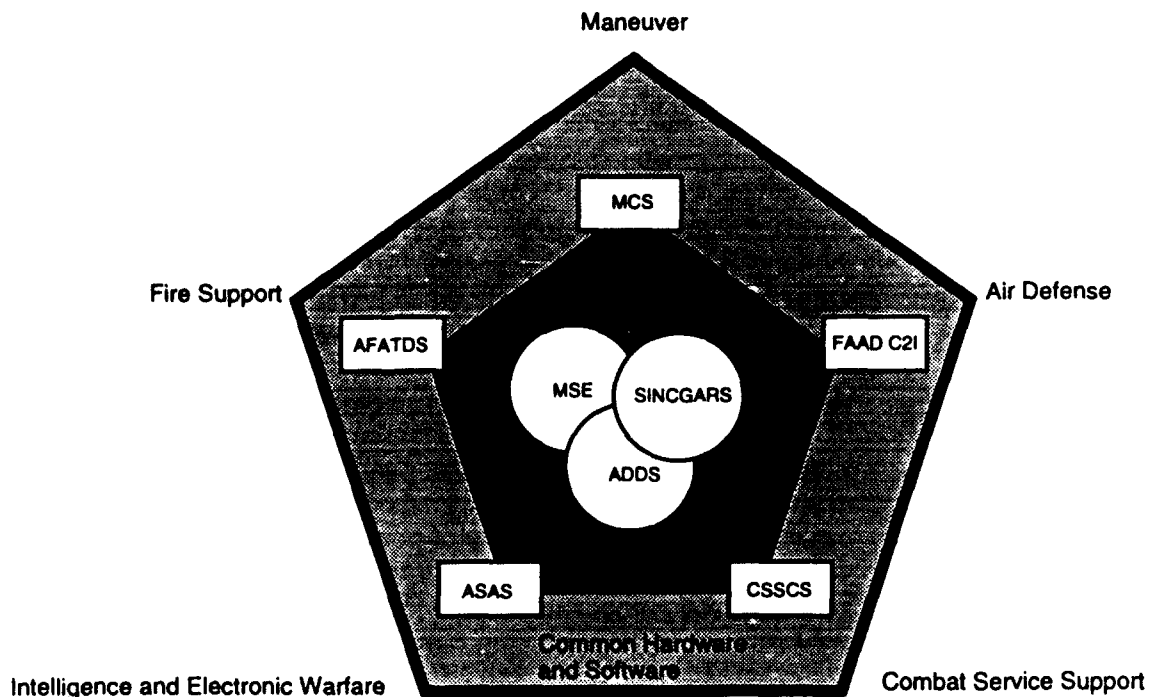 Maneuver
MCS
Fire Support
Air Defense
AFATDS
FAAD C2I
MSE
SINCGARS
ADDS
ASAS
CSSCS
Common Hardware
and Software
Intelligence and Electronic Warfare
Combat Service Support